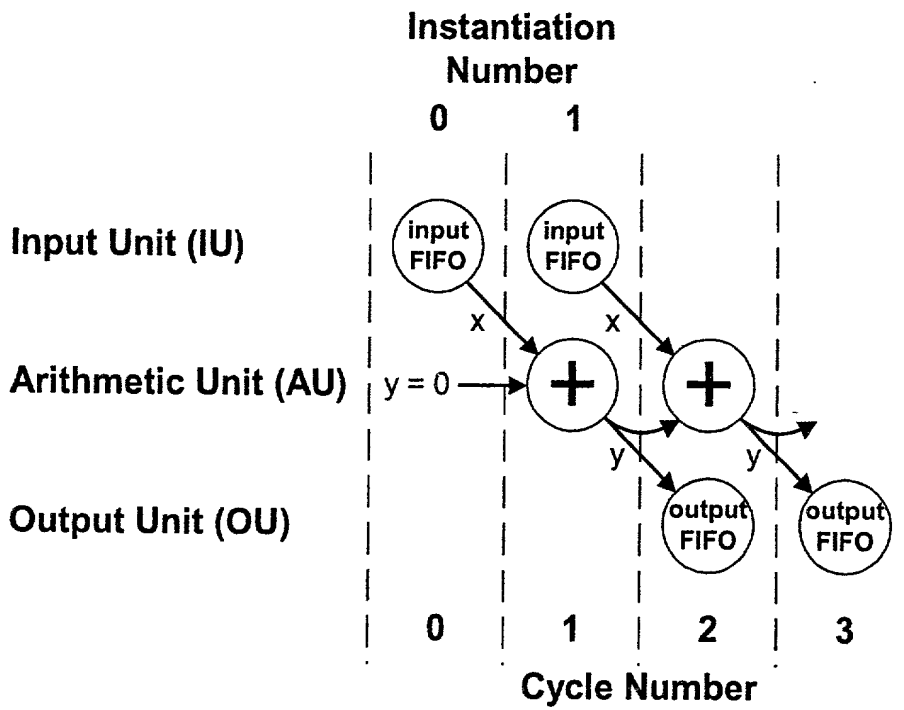 Instantiation
Number
0 1
input
FIFO
input
FIFO
Input Unit (IU)
x x
Arithmetic Unit (AU) y = 0 + +
y y
Output Unit (OU)
output
FIFO
output
FIFO
0 1 2 3
Cycle Number